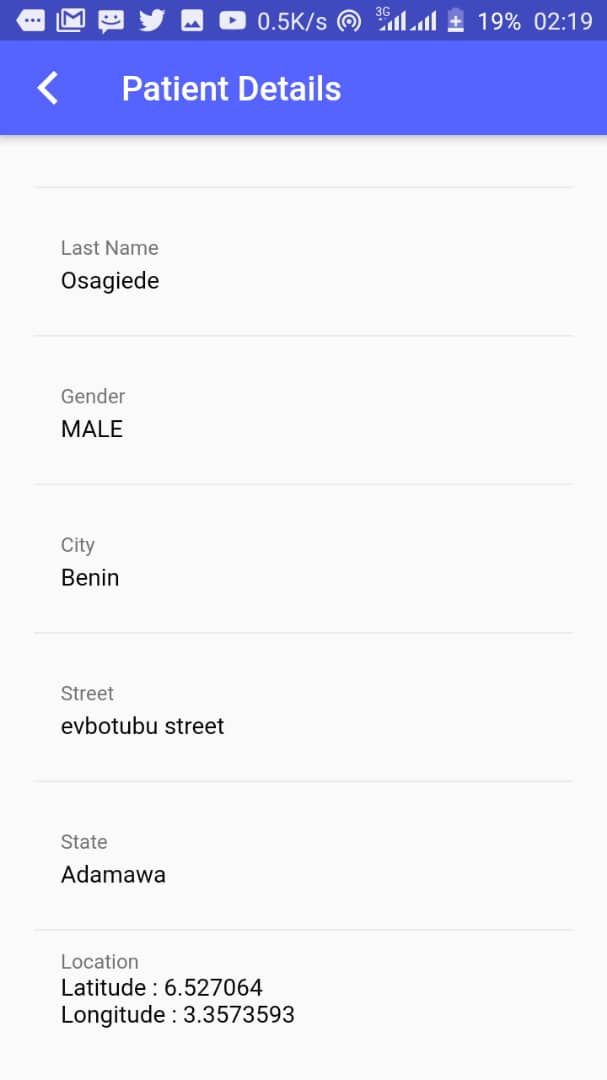 0.5K/s 3G 19% 02:19
Patient Details
Last Name
Osagiede
Gender
MALE
City
Benin
Street
evbotubu street
State
Adamawa
Location
Latitude : 6.527064
Longitude : 3.3573593